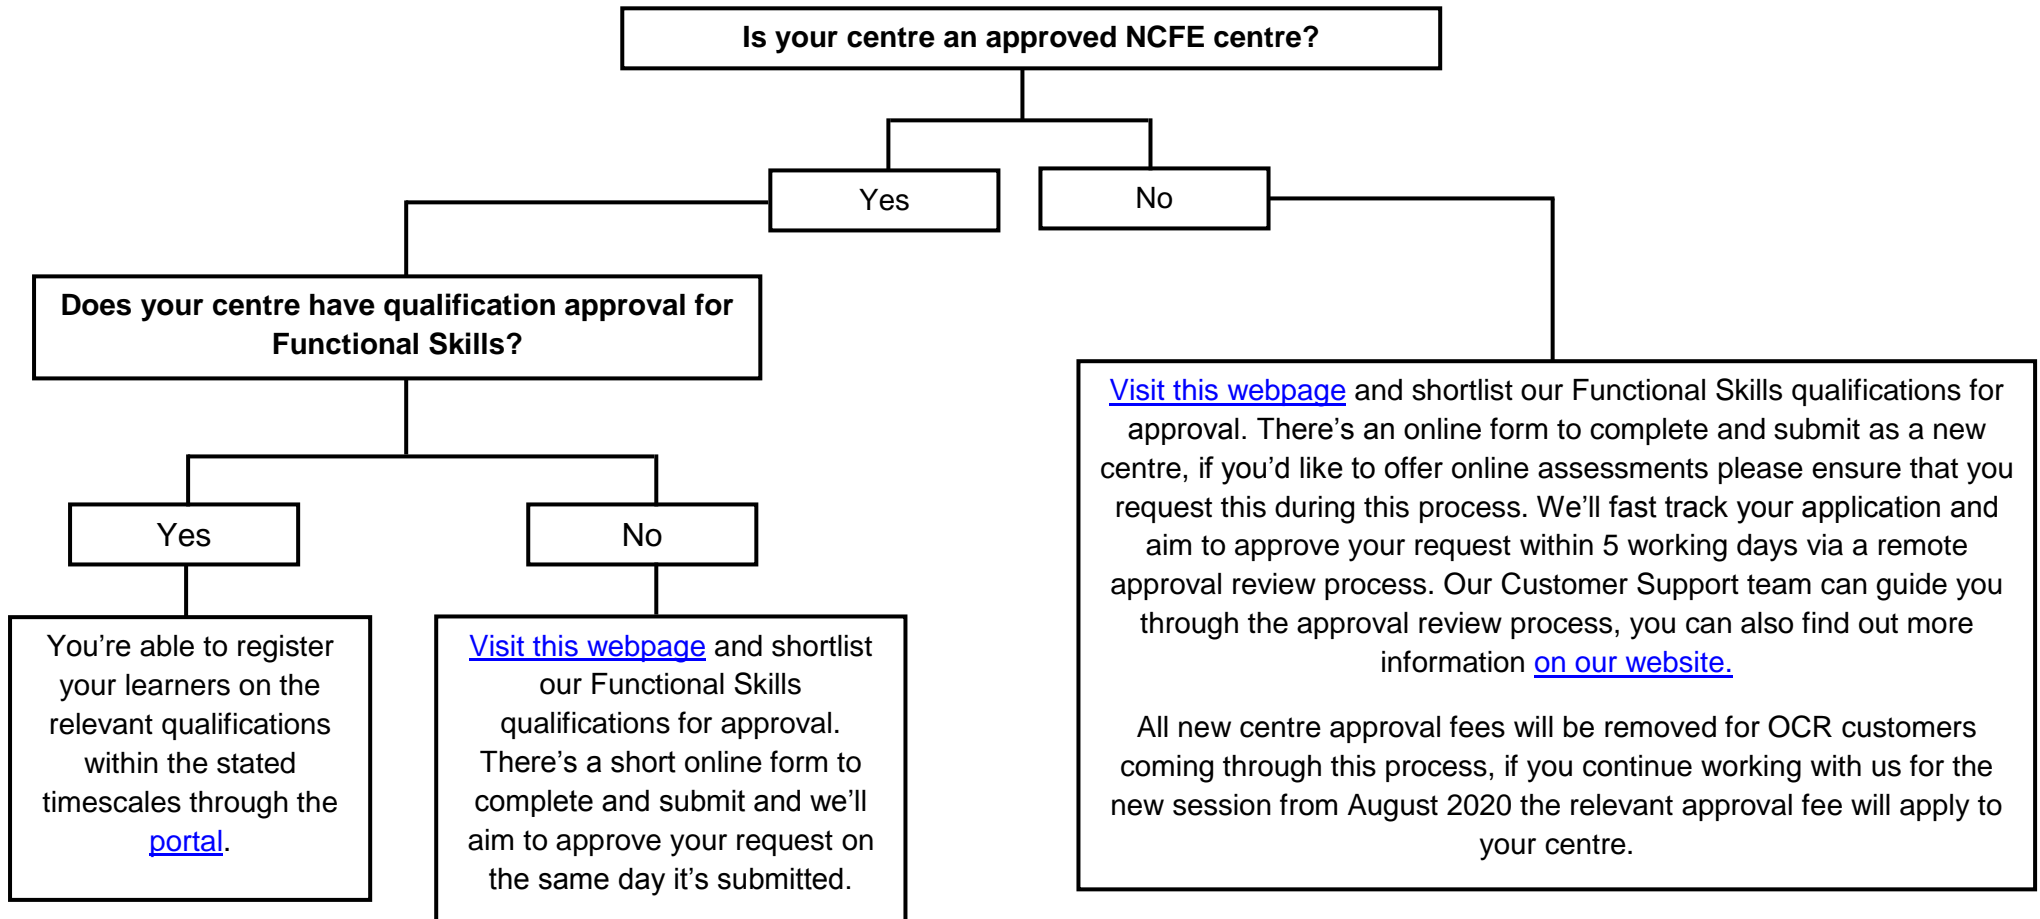 Is your centre an approved NCFE centre?
Yes
No
Does your centre have qualification approval for
Functional Skills?
Yes
No
You’re able to register
your learners on the
relevant qualifications
within the stated
timescales through the
portal.
Visit this webpage and shortlist
our Functional Skills
qualifications for approval.
There’s a short online form to
complete and submit and we’ll
aim to approve your request on
the same day it’s submitted.
Visit this webpage and shortlist our Functional Skills qualifications for
approval. There’s an online form to complete and submit as a new
centre, if you’d like to offer online assessments please ensure that you
request this during this process. We’ll fast track your application and
aim to approve your request within 5 working days via a remote
approval review process. Our Customer Support team can guide you
through the approval review process, you can also find out more
information on our website.
All new centre approval fees will be removed for OCR customers
coming through this process, if you continue working with us for the
new session from August 2020 the relevant approval fee will apply to
your centre.